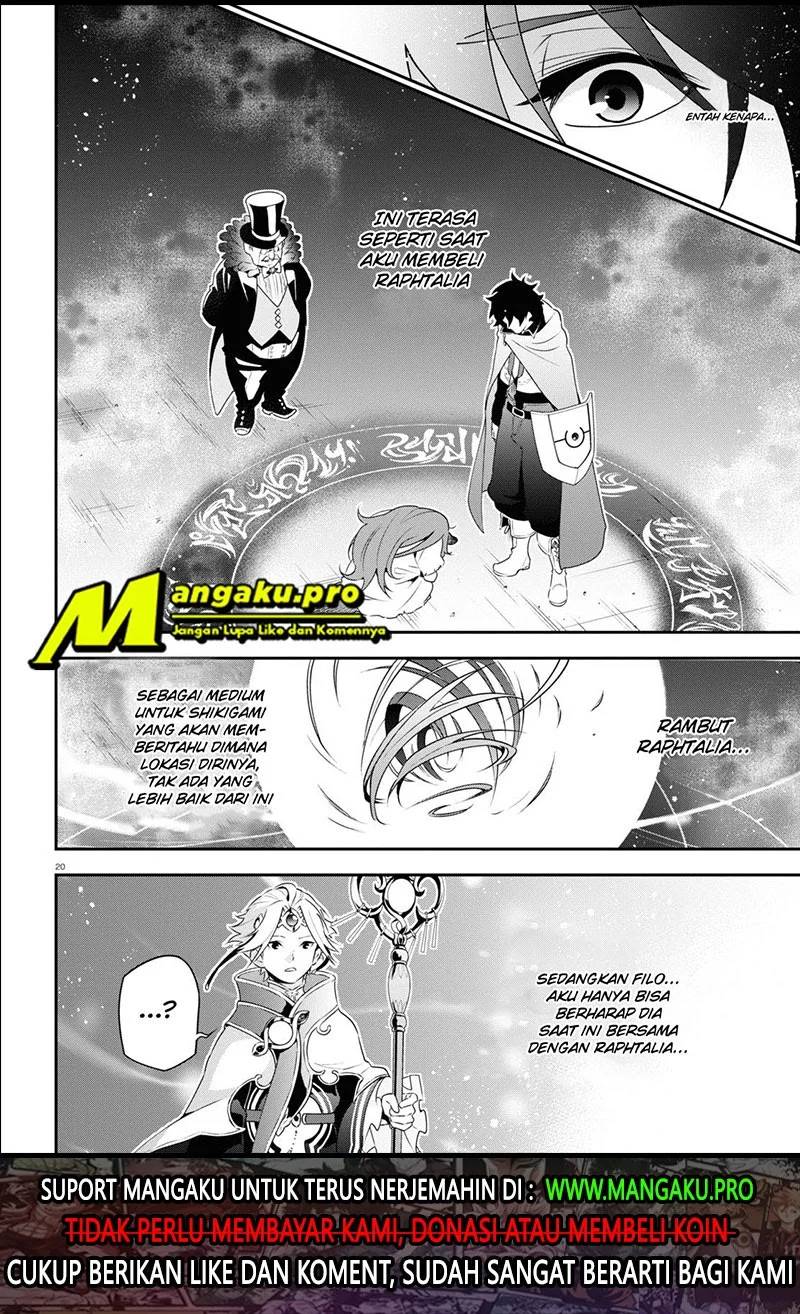 ENTAH KENAPA...
INI TERASA
SEPERTI SAAT
AKU MEMBELI
RAPHTALIA
Mangaku.pro
Jangan Lupa Like dan Komennya
RAMBUT
RAPHTALIA...
SEBAGAI MEDIUM
UNTUK SHIKIGAMI
YANG AKAN MEM-
BERITAHU DIMANA
LOKASI DIRINYA,
TAK ADA YANG
LEBIH BAIK DARI INI
20
SEDANGKAN FILO...
AKU HANYA BISA
BERHARAP DIA
SAAT INI BERSAMA
DENGAN RAPHTALIA...
...?
SUPORT MANGAKU UNTUK TERUS NERJEMAHIN DI : WWW.MANGAKU.PRO
TIDAK PERLU MEMBAYAR KAMI, DONASI ATAU MEMBELI KOIN
CUKUP BERIKAN LIKE DAN KOMENT, SUDAH SANGAT BERARTI BAGI KAMI